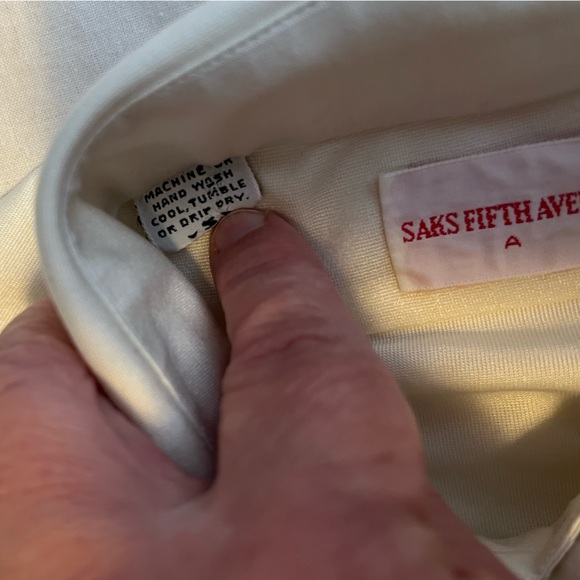 MACHINE OR
HAND WASH
COOL, TUMBLE
OR DRIP DRY.
SAKS FIFTH AVE
A